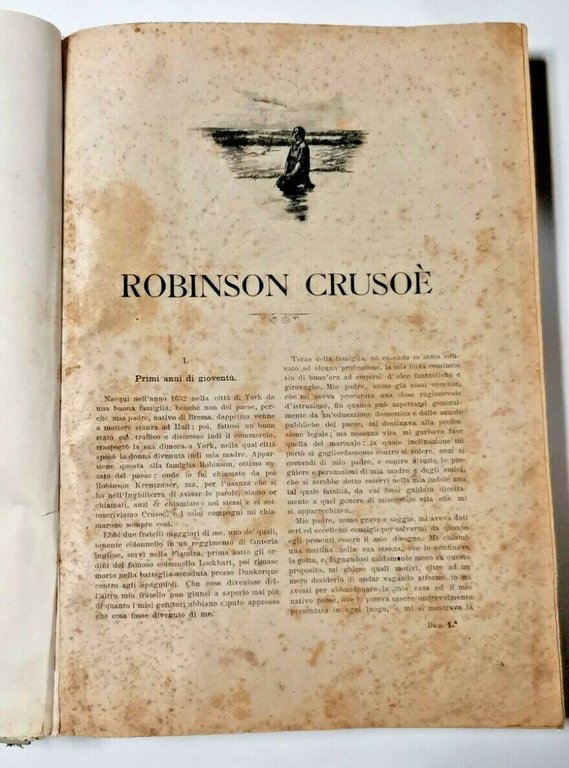 ROBINSON CRUSOÈ
I.
Primi anni di gioventù.
Nacqui nell'anno 1632 nella città di York da
una buona famiglia, benchè non del paese, per-
chè mio padre, nativo di Brema, dapprima venne
a mettere stanza ad Hull; poi, fattosi un buon
stato col traffico e dismesso indi il commercio,
trasportò la sua dimora a York, nella qual città
sposò la donna divenuta indi mia madre. Appar-
tiene questa alla famiglia Robinson, ottimo ca-
sato del paese; onde io fui chiamato da poi
Robinson Kreutzner, ma, per l'usanza che si
ha nell'Inghilterra di svisar le parole, siamo or
chiamati, anzi ci chiamiamo noi stessi e ci sot-
toscriviamo Crusoè, e i miei compagni mi chia-
marono sempre così.
Ebbi due fratelli maggiori di me, uno de' quali,
tenente colonnello in un reggimento di fanteria
inglese, servì nella Fiandra, prima sotto gli or-
dini del famoso colonnello Lockhart, poi rimase
morto nella battaglia accaduta presso Dunkerque
contro agli Spagnuoli. Che cosa divenisse del-
l'altro mio fratello non giunsi a saperlo mai più
di quanto i miei genitori abbiano saputo appresso
che cosa fosse divenuto di me.
Terzo della famiglia, nè essendo io stato edu-
cato ad alcuna professione, la mia testa cominciò
sin di buon'ora ad empirsi d'idee fantastiche e
girovaghe. Mio padre, uomo già assai vecchio,
che m'aveva procurata una dose ragionevole
d'istruzione, fin quanto può aspettarsi general-
mente da un'educazione domestica e dalle scuole
pubbliche del paese, mi destinava alla professione
legale; ma nessuna vita mi garbava fuor
di quella del marinajo: la quale inclinazione mi
portò sì gagliardamente contro al volere, anzi ai
comandi di mio padre, e contro a tutte le pre-
ghiere e persuasioni di mia madre e degli amici,
che si sarebbe detto esservi nella mia indole una
tal quale fatalità, da cui fossi guidato diretta-
mente a quel genere di miserabile vita che mi
si apparecchiava.
Mio padre, uomo grave e saggio, mi aveva dati
seri ed eccellenti consigli per salvarmi da quanto
egli presentì essere il mio disegno. Mi chiamò
una mattina nella sua stanza, ove lo confinava
la gotta, e, lagnandosi caldamente meco su questo
proposito, mi chiese quali motivi, oltre ad un
mero desiderio di andar vagando attorno, io mi
avessi per abbandonare la mia casa ed il mio
nativo paese, ove io poteva essere onorevolmente
presentato in ogni luogo, e mi si mostrava la
Disp. 1.ª